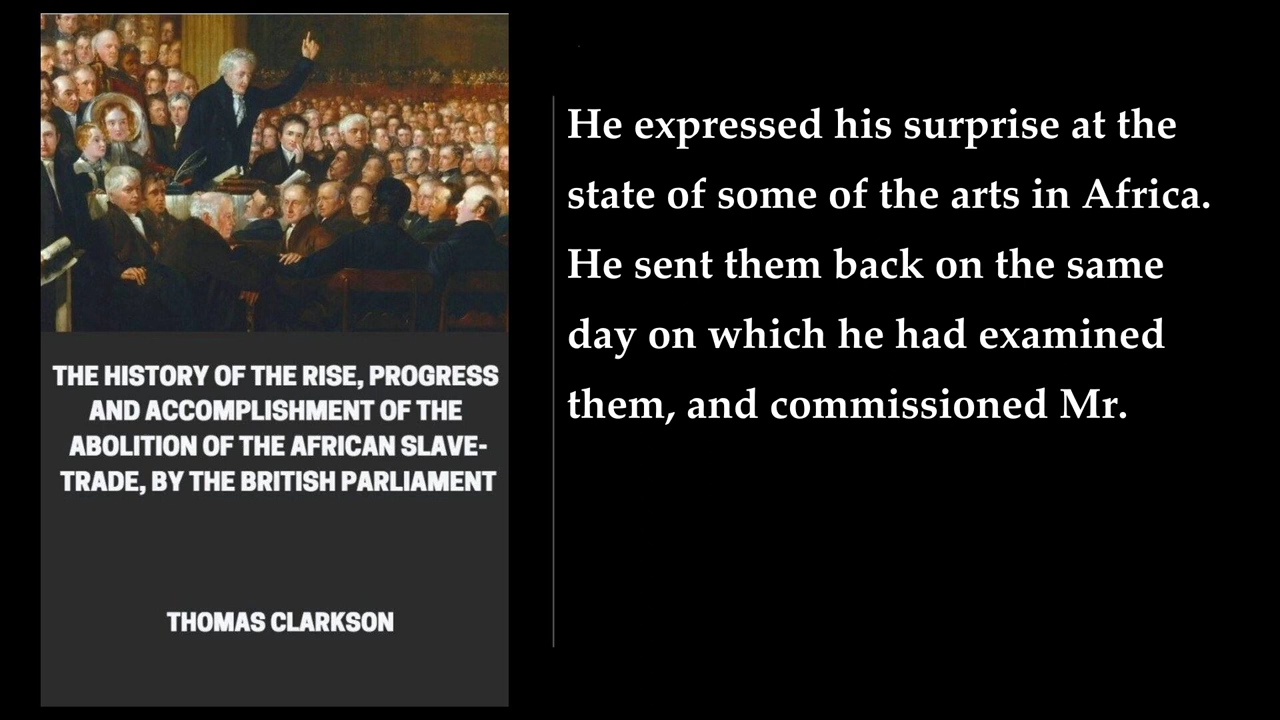 THE HISTORY OF THE RISE, PROGRESS
AND ACCOMPLISHMENT OF THE
ABOLITION OF THE AFRICAN SLAVE-
TRADE, BY THE BRITISH PARLIAMENT
THOMAS CLARKSON
He expressed his surprise at the
state of some of the arts in Africa.
He sent them back on the same
day on which he had examined
them, and commissioned Mr.